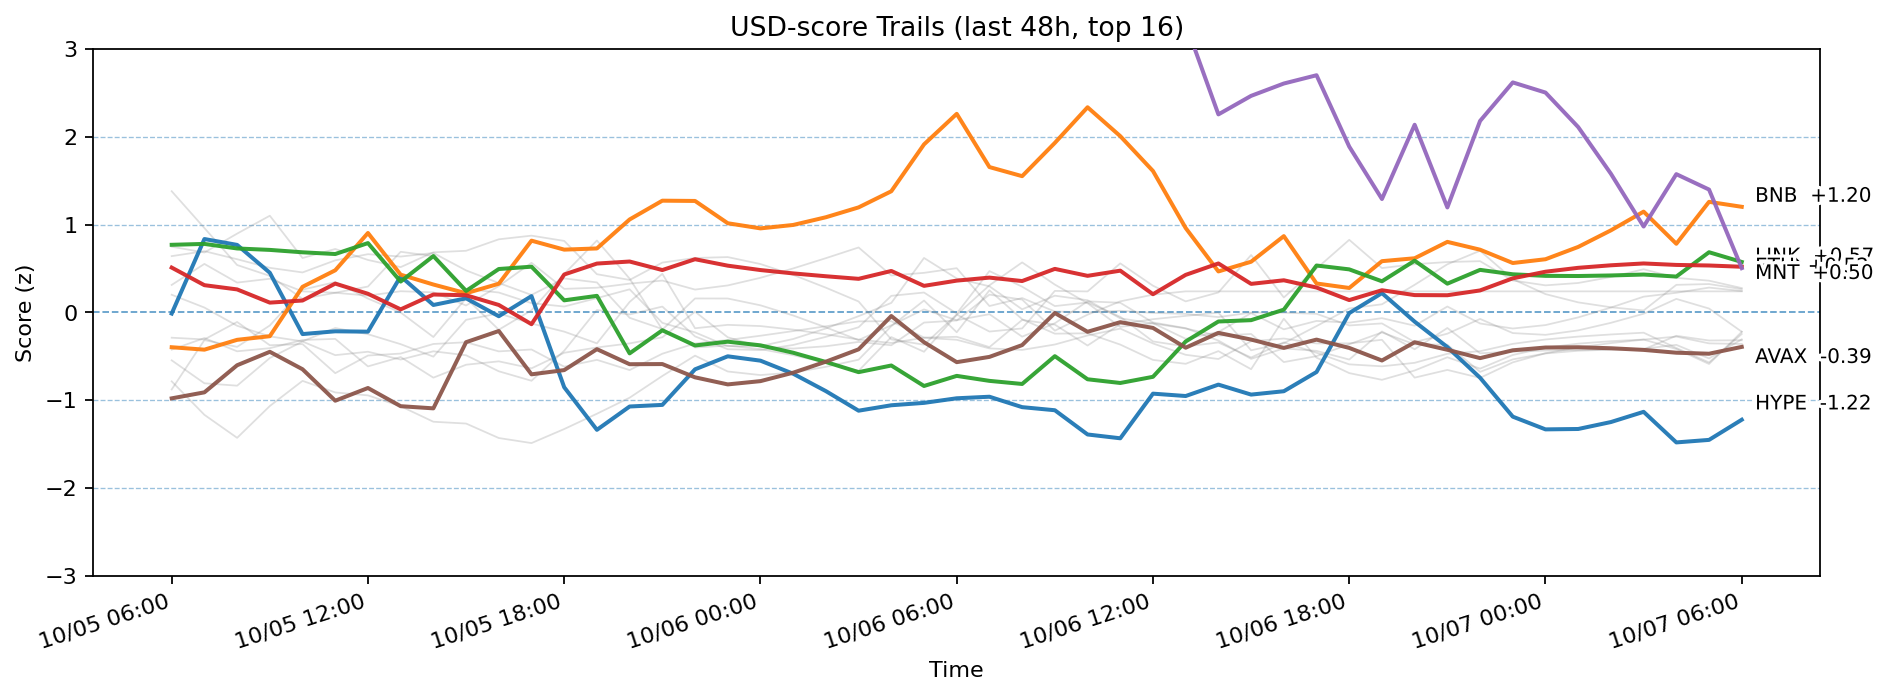 USD-score Trails (last 48h, top 16)
3
2
1
0
−1
−2
−3
Score (z)
BNB +1.20
LINK +0.57
MNT +0.50
AVAX -0.39
HYPE -1.22
10/05 06:00
10/05 12:00
10/05 18:00
10/06 00:00
10/06 06:00
10/06 12:00
10/06 18:00
10/07 00:00
10/07 06:00
Time